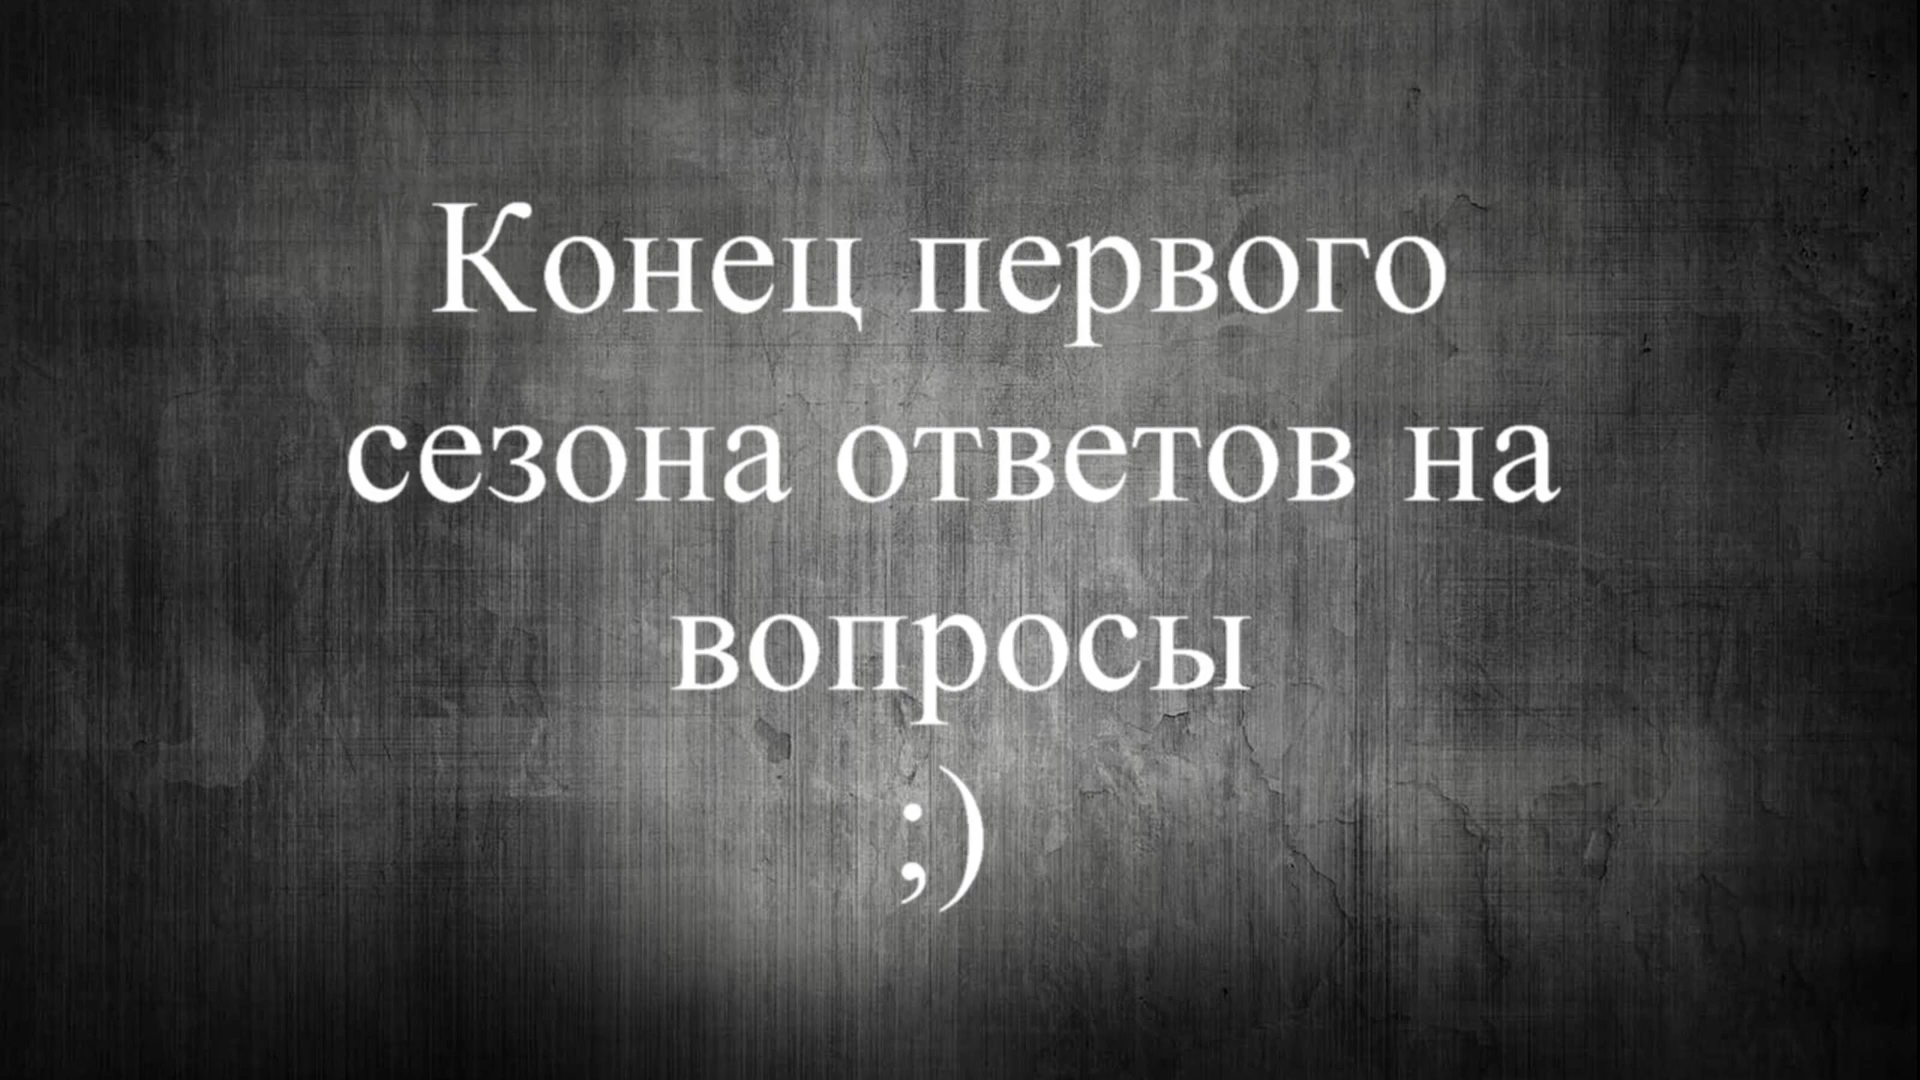 Конец первого
сезона ответов на
вопросы
;)